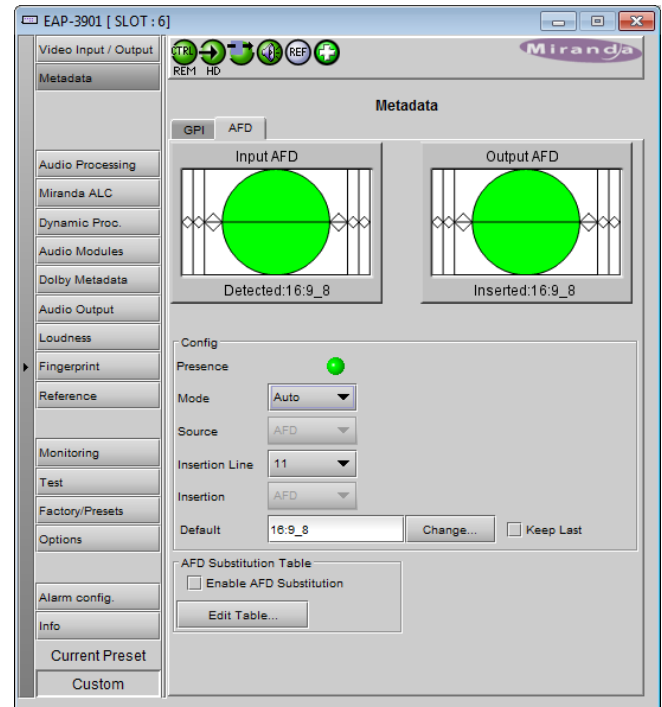 EAP-3901 [ SLOT : 6]
Video Input / Output
Metadata
Audio Processing
Miranda ALC
Dynamic Proc.
Audio Modules
Dolby Metadata
Audio Output
Loudness
Fingerprint
Reference
Monitoring
Test
Factory/Presets
Options
Alarm config.
Info
Current Preset
Custom
CTRL
REF
REM HD
Miranda
Metadata
GPI AFD
Input AFD
Detected:16:9_8
Output AFD
Inserted:16:9_8
Config
Presence
Mode Auto
Source AFD
Insertion Line 11
Insertion AFD
Default 16:9_8 Change... Keep Last
AFD Substitution Table
Enable AFD Substitution
Edit Table...